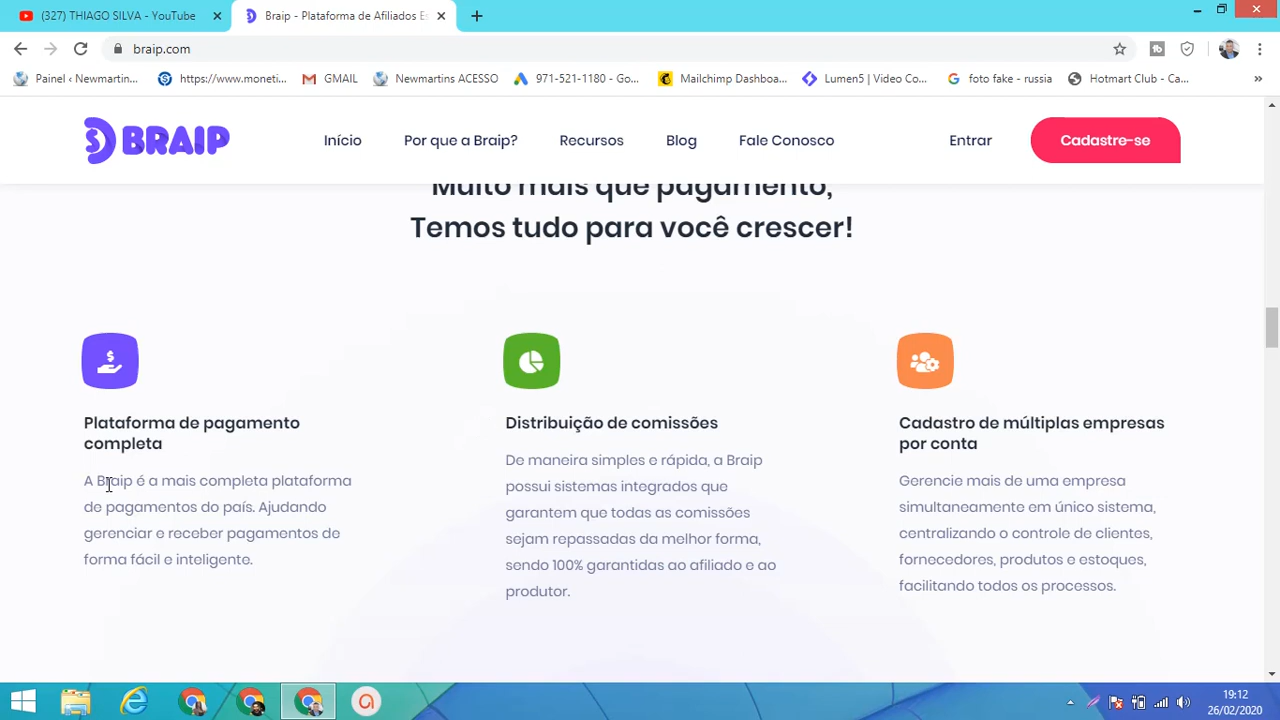 (327) THIAGO SILVA - YouTube
Braip - Plataforma de Afiliados Es
braip.com
Painel ‹ Newmartin...
https://www.moneti...
GMAIL
Newmartins ACESSO
971-521-1180 - Go...
Mailchimp Dashboa...
Lumen5 | Video Co...
foto fake - russia
Hotmart Club - Ca...
»
BRAIP
Início
Por que a Braip?
Recursos
Blog
Fale Conosco
Entrar
Cadastre-se
Muito mais que pagamento,
Temos tudo para você crescer!
Plataforma de pagamento
completa
A Braip é a mais completa plataforma
de pagamentos do país. Ajudando
gerenciar e receber pagamentos de
forma fácil e inteligente.
Distribuição de comissões
De maneira simples e rápida, a Braip
possui sistemas integrados que
garantem que todas as comissões
sejam repassadas da melhor forma,
sendo 100% garantidas ao afiliado e ao
produtor.
Cadastro de múltiplas empresas
por conta
Gerencie mais de uma empresa
simultaneamente em único sistema,
centralizando o controle de clientes,
fornecedores, produtos e estoques,
facilitando todos os processos.
19:12
26/02/2020